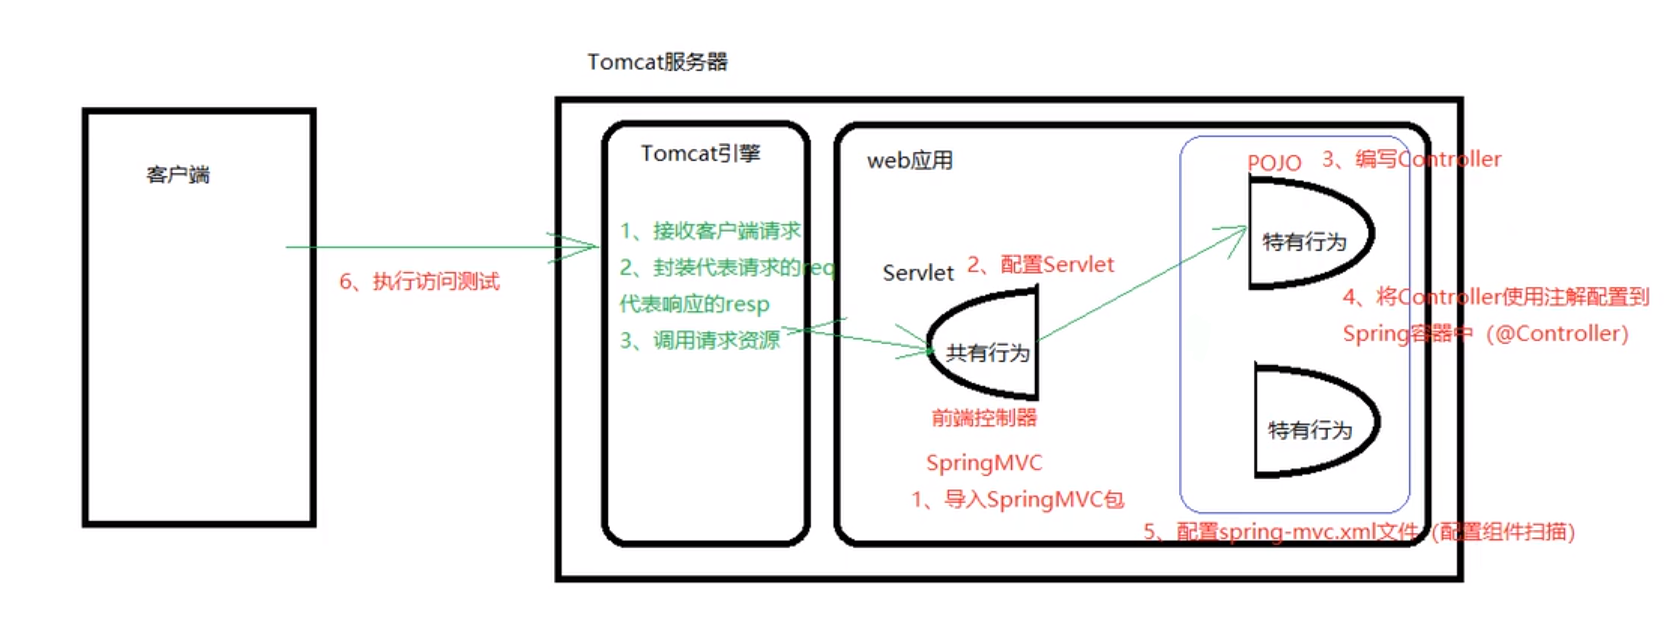 Tomcat服务器
客户端
6、执行访问测试
Tomcat引擎
1、接收客户端请求
2、封装代表请求的req
代表响应的resp
3、调用请求资源
web应用
Servlet
2、配置Servlet
共有行为
前端控制器
SpringMVC
1、导入SpringMVC包
POJO
3、编写Controller
特有行为
4、将Controller使用注解配置到
Spring容器中（@Controller）
特有行为
5、配置spring-mvc.xml文件（配置组件扫描）